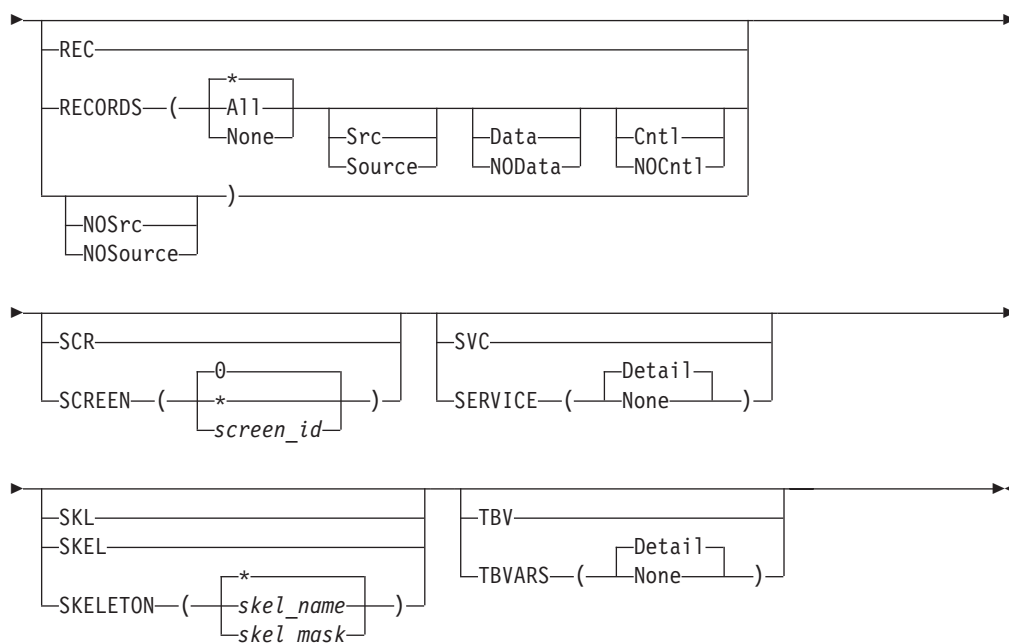 REC
*
RECORDS ( All
None Src Data Cntl
Source NOData NOCntl
)
NOSrc
NOSource
SCR SVC
0 Detail
SCREEN ( * ) SERVICE ( None )
screen_id
SKL TBV
SKEL Detail
* TBVARS ( None )
SKELETON ( skel_name )
skel_mask